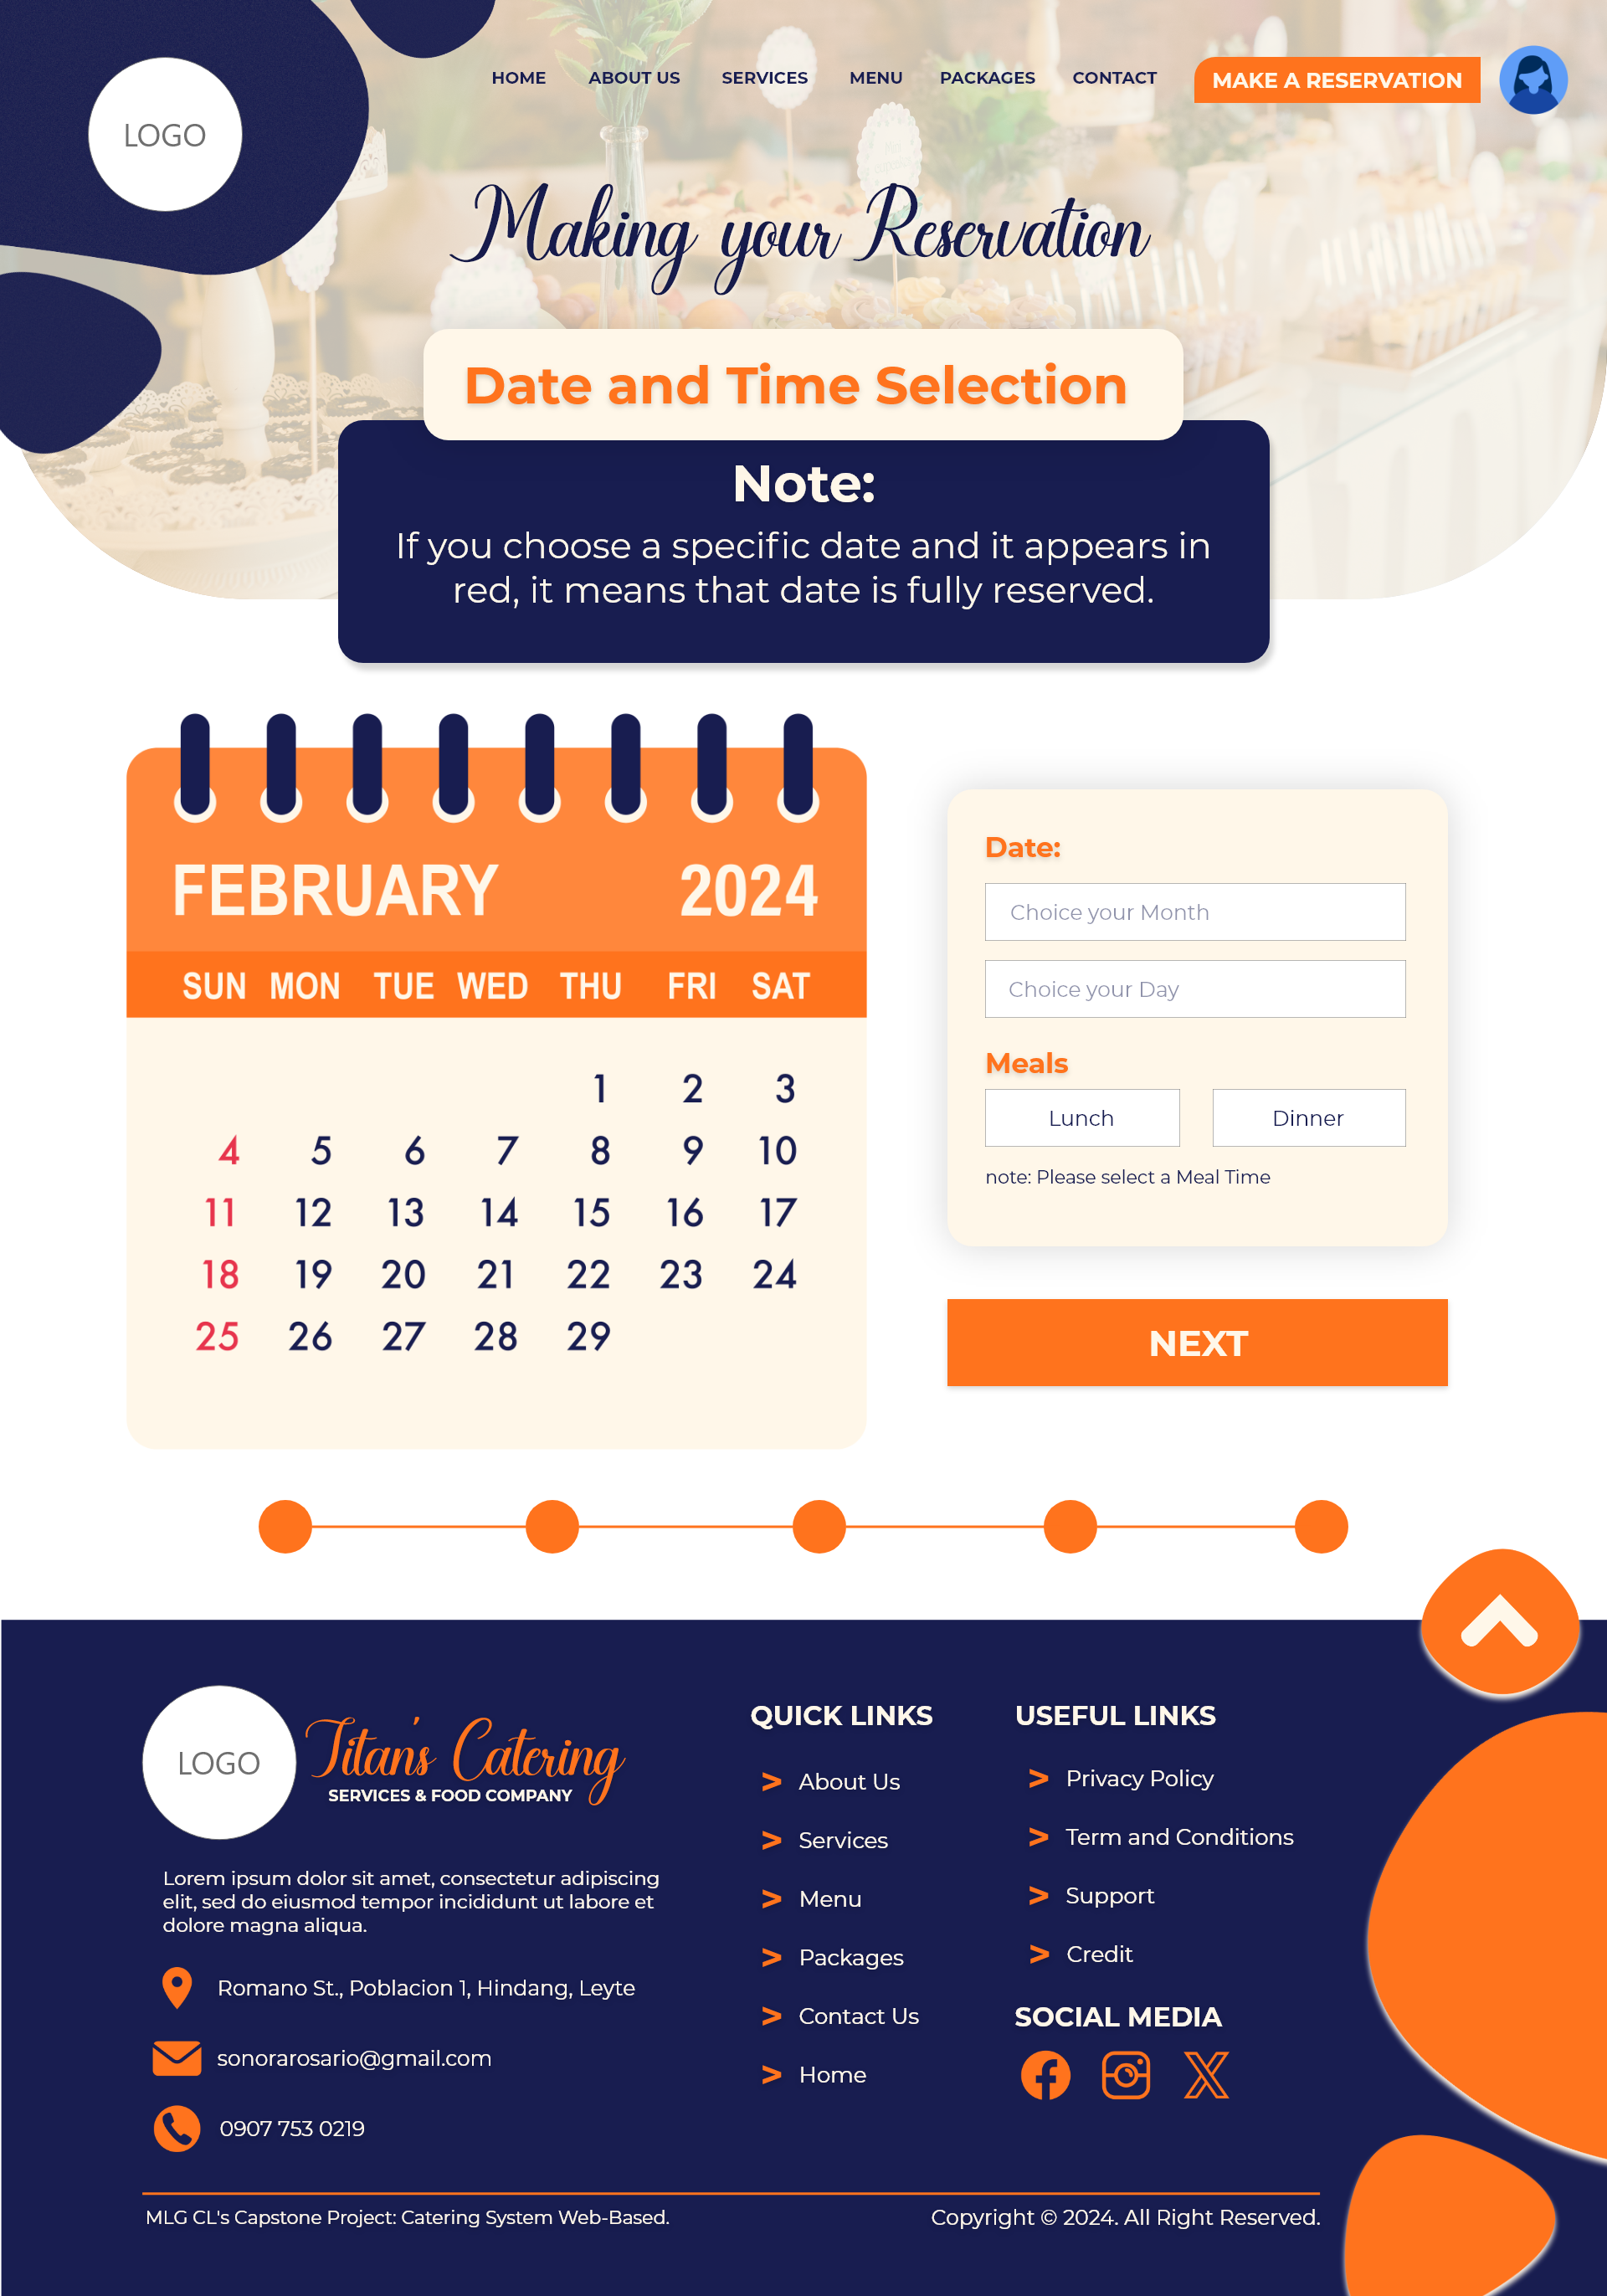 LOGO
HOME ABOUT US SERVICES MENU PACKAGES CONTACT MAKE A RESERVATION
Making your Reservation
Date and Time Selection
Note:
If you choose a specific date and it appears in
red, it means that date is fully reserved.
FEBRUARY 2024
SUN MON TUE WED THU FRI SAT
1 2 3
4 5 6 7 8 9 10
11 12 13 14 15 16 17
18 19 20 21 22 23 24
25 26 27 28 29
Date:
Choice your Month
Choice your Day
Meals
Lunch Dinner
note: Please select a Meal Time
NEXT
LOGO
Titan's Catering
SERVICES & FOOD COMPANY
Lorem ipsum dolor sit amet, consectetur adipiscing
elit, sed do eiusmod tempor incididunt ut labore et
dolore magna aliqua.
Romano St., Poblacion 1, Hindang, Leyte
sonorarosario@gmail.com
0907 753 0219
QUICK LINKS
> About Us
> Services
> Menu
> Packages
> Contact Us
> Home
USEFUL LINKS
> Privacy Policy
> Term and Conditions
> Support
> Credit
SOCIAL MEDIA
MLG CL's Capstone Project: Catering System Web-Based.
Copyright © 2024. All Right Reserved.